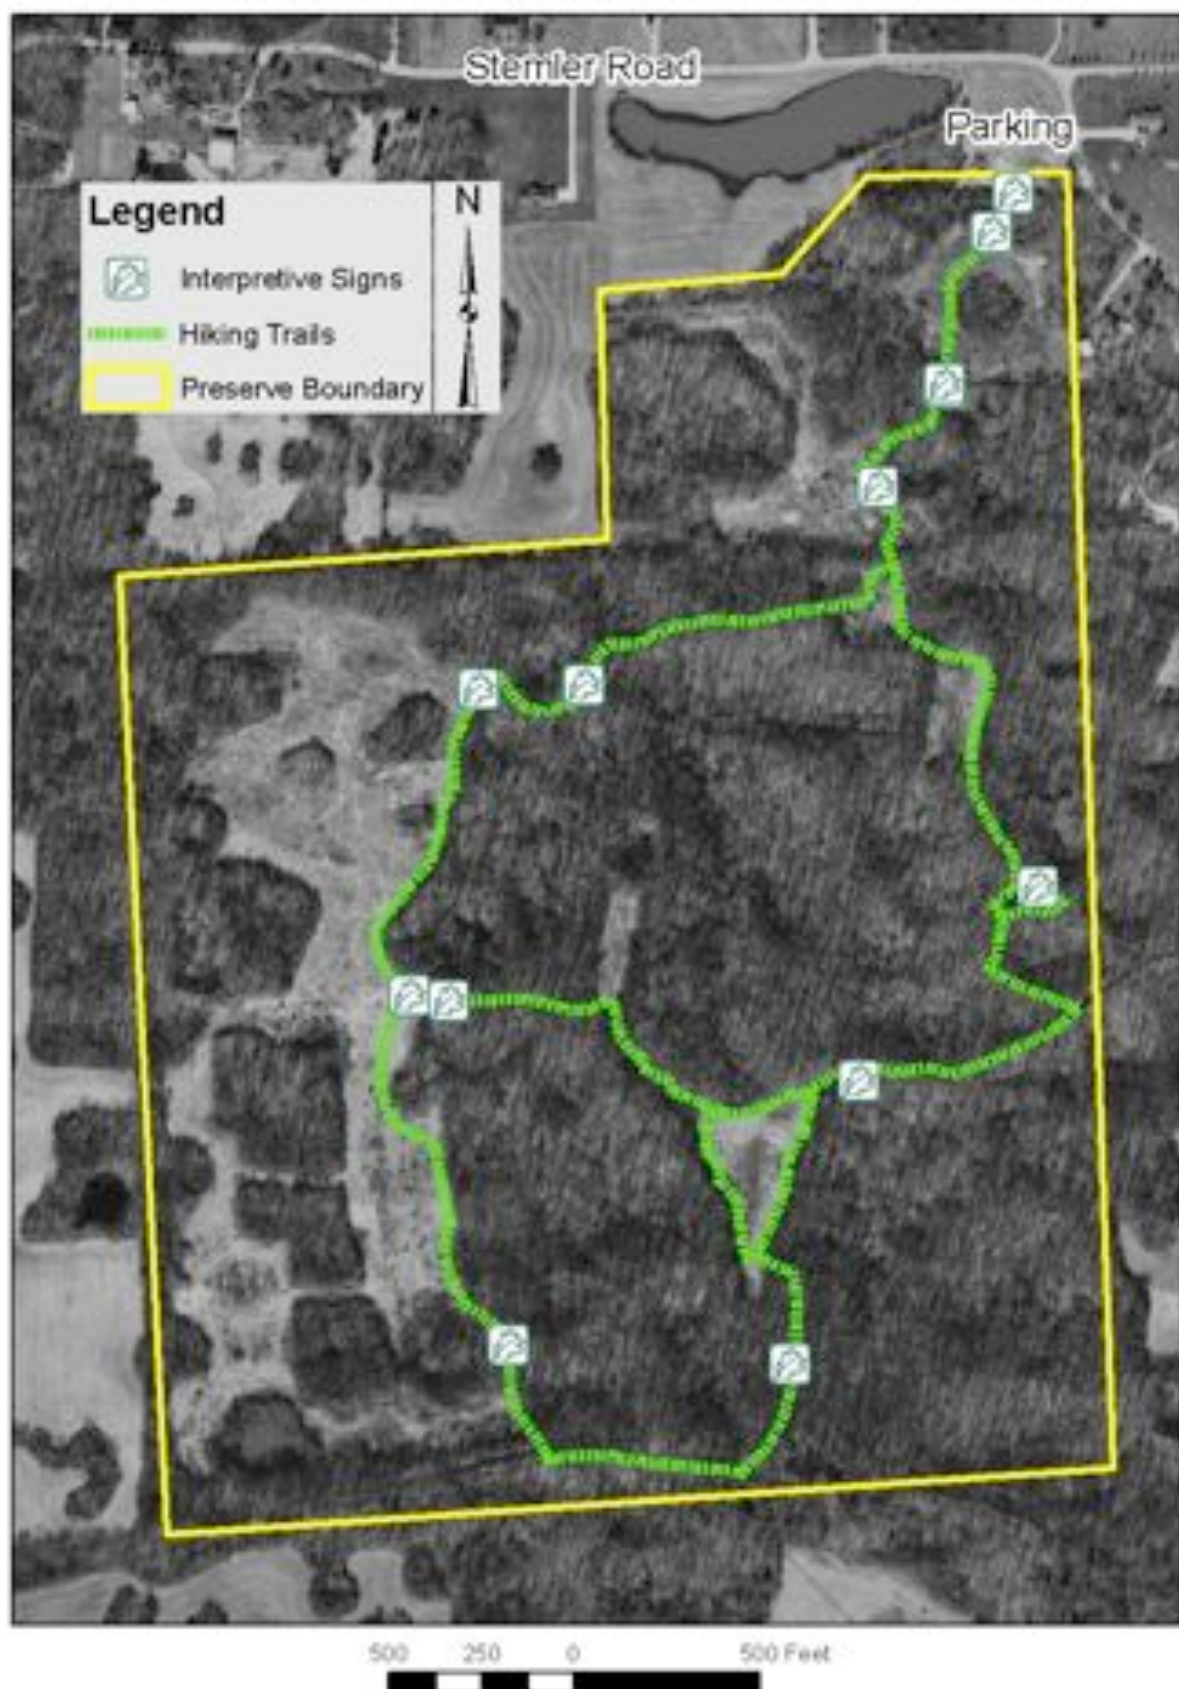 Stemler Road
Parking
Legend
N
Interpretive Signs
Hiking Trails
Preserve Boundary
500 250 0 500 Feet